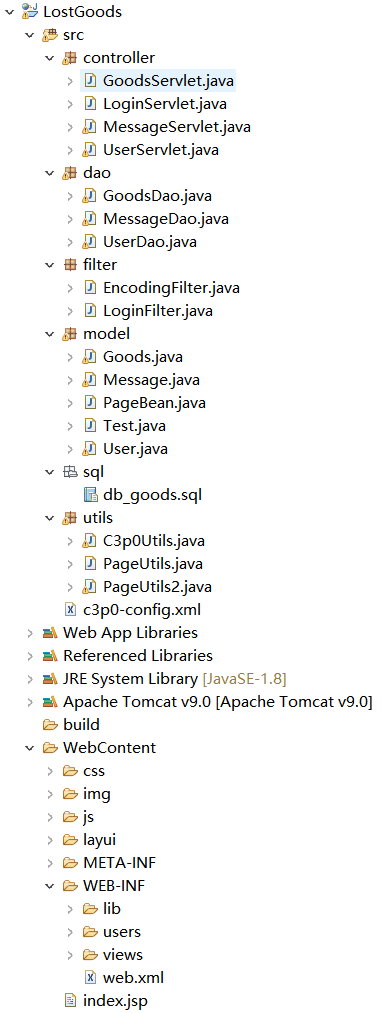 LostGoods
src
controller
GoodsServlet.java
LoginServlet.java
MessageServlet.java
UserServlet.java
dao
GoodsDao.java
MessageDao.java
UserDao.java
filter
EncodingFilter.java
LoginFilter.java
model
Goods.java
Message.java
PageBean.java
Test.java
User.java
sql
db_goods.sql
utils
C3p0Utils.java
PageUtils.java
PageUtils2.java
c3p0-config.xml
Web App Libraries
Referenced Libraries
JRE System Library [JavaSE-1.8]
Apache Tomcat v9.0 [Apache Tomcat v9.0]
build
WebContent
css
img
js
layui
META-INF
WEB-INF
lib
users
views
web.xml
index.jsp